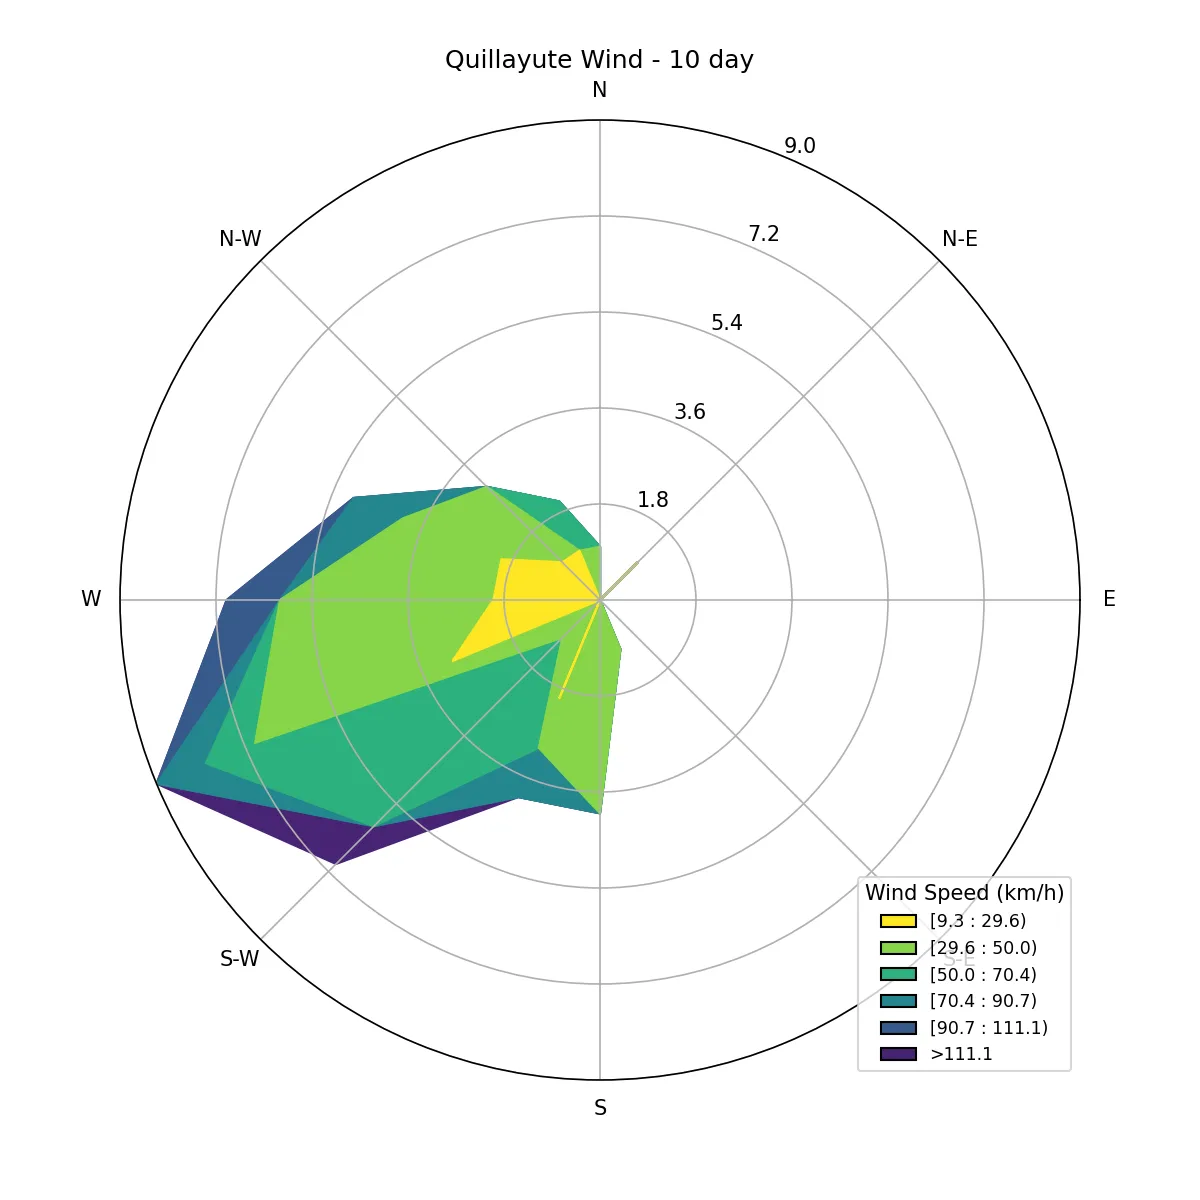 Quillayute Wind - 10 day
N
9.0
N-W
N-E
7.2
5.4
3.6
1.8
W
E
S-W
S-E
S
Wind Speed (km/h)
[9.3 : 29.6)
[29.6 : 50.0)
[50.0 : 70.4)
[70.4 : 90.7)
[90.7 : 111.1)
>111.1